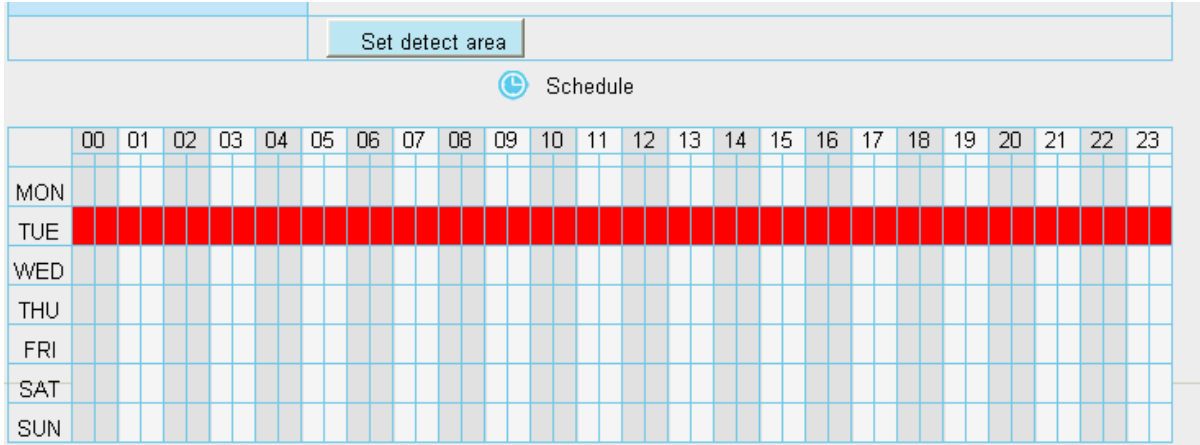 Set detect area
Schedule
00 01 02 03 04 05 06 07 08 09 10 11 12 13 14 15 16 17 18 19 20 21 22 23
MON
TUE
WED
THU
FRI
SAT
SUN